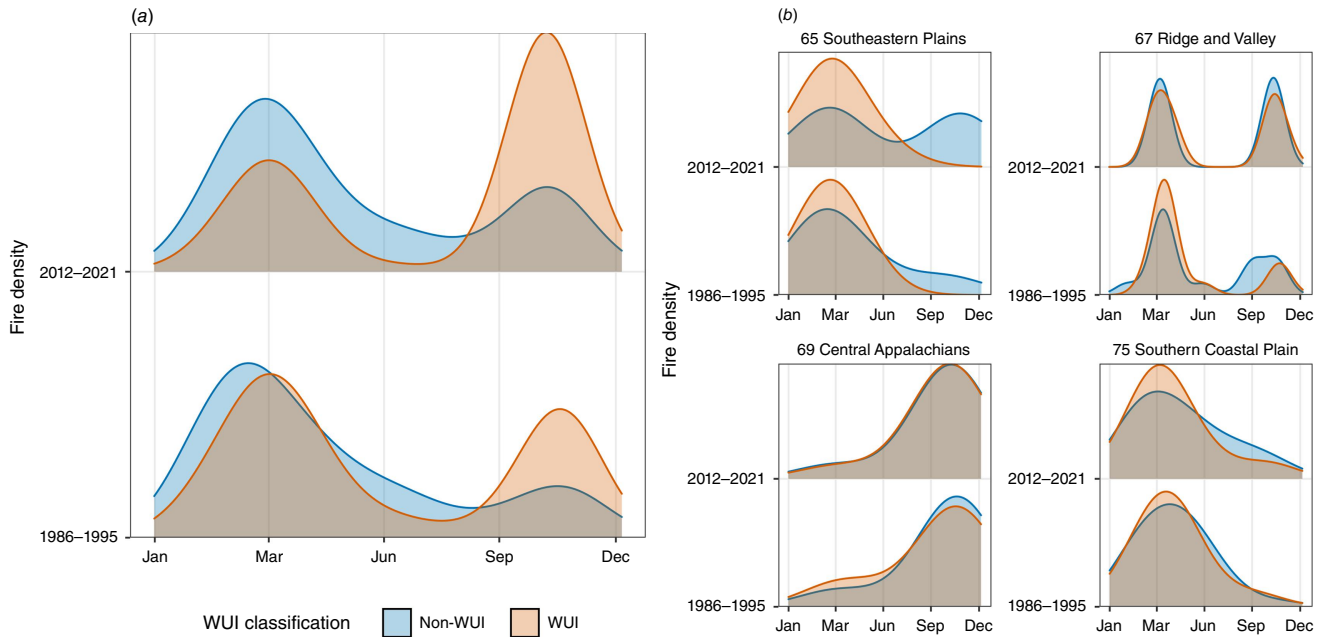 (a)
Fire density
2012–2021
1986–1995
Jan Mar Jun Sep Dec
WUI classification Non-WUI WUI
(b)
Fire density
65 Southeastern Plains
2012–2021
1986–1995
Jan Mar Jun Sep Dec
67 Ridge and Valley
2012–2021
1986–1995
Jan Mar Jun Sep Dec
69 Central Appalachians
2012–2021
1986–1995
Jan Mar Jun Sep Dec
75 Southern Coastal Plain
2012–2021
1986–1995
Jan Mar Jun Sep Dec